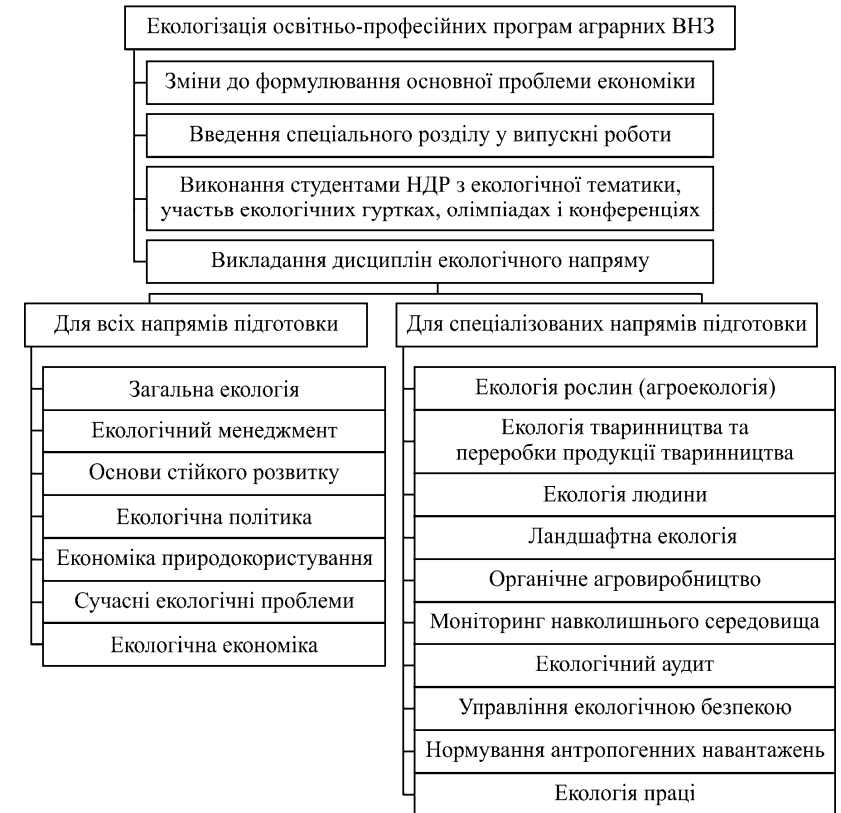 Екологізація освітньо-професійних програм аграрних ВНЗ
Зміни до формулювання основної проблеми економіки
Введення спеціального розділу у випускні роботи
Виконання студентами НДР з екологічної тематики,
участьв екологічних гуртках, олімпіадах і конференціях
Викладання дисциплін екологічного напряму
Для всіх напрямів підготовки
Загальна екологія
Екологічний менеджмент
Основи стійкого розвитку
Екологічна політика
Економіка природокористування
Сучасні екологічні проблеми
Екологічна економіка
Для спеціалізованих напрямів підготовки
Екологія рослин (агроекологія)
Екологія тваринництва та
переробки продукції тваринництва
Екологія людини
Ландшафтна екологія
Органічне агровиробництво
Моніторинг навколишнього середовища
Екологічний аудит
Управління екологічною безпекою
Нормування антропогенних навантажень
Екологія праці